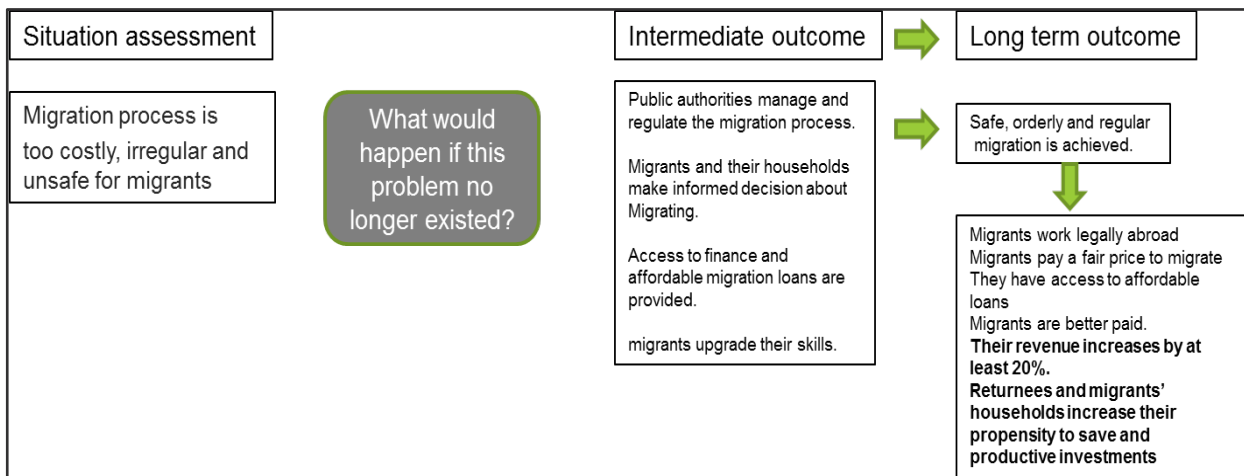 Situation assessment
Intermediate outcome
Long term outcome
Migration process is
too costly, irregular and
unsafe for migrants
What would
happen if this
problem no
longer existed?
Public authorities manage and
regulate the migration process.
Migrants and their households
make informed decision about
Migrating.
Access to finance and
affordable migration loans are
provided.
migrants upgrade their skills.
Safe, orderly and regular
migration is achieved.
Migrants work legally abroad
Migrants pay a fair price to migrate
They have access to affordable
loans
Migrants are better paid.
Their revenue increases by at
least 20%.
Returnees and migrants’
households increase their
propensity to save and
productive investments